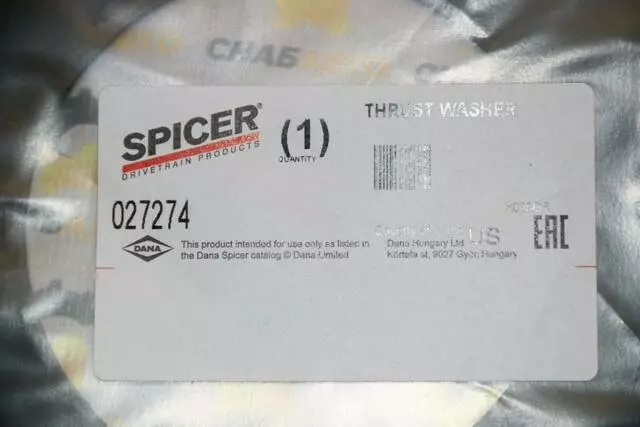 СНАБ
SPICER®
DRIVETRAIN PRODUCTS
(1)
QUANTITY
THRUST WASHER
027274
DANA
This product intended for use only as listed in
the Dana Spicer catalog © Dana Limited
US
Dana Hungary Ltd.
Körtefa st, 9027 Győr, Hungary
EAC